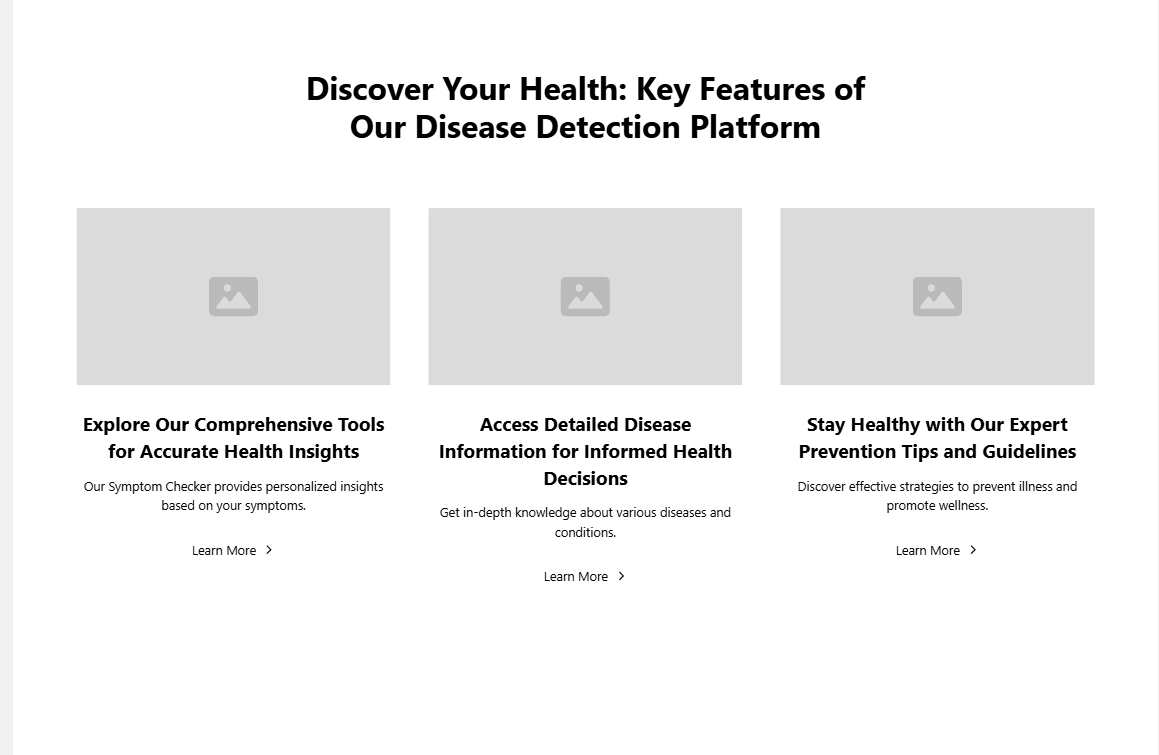 Discover Your Health: Key Features of
Our Disease Detection Platform
Explore Our Comprehensive Tools
for Accurate Health Insights
Our Symptom Checker provides personalized insights
based on your symptoms.
Learn More
Access Detailed Disease
Information for Informed Health
Decisions
Get in-depth knowledge about various diseases and
conditions.
Learn More
Stay Healthy with Our Expert
Prevention Tips and Guidelines
Discover effective strategies to prevent illness and
promote wellness.
Learn More